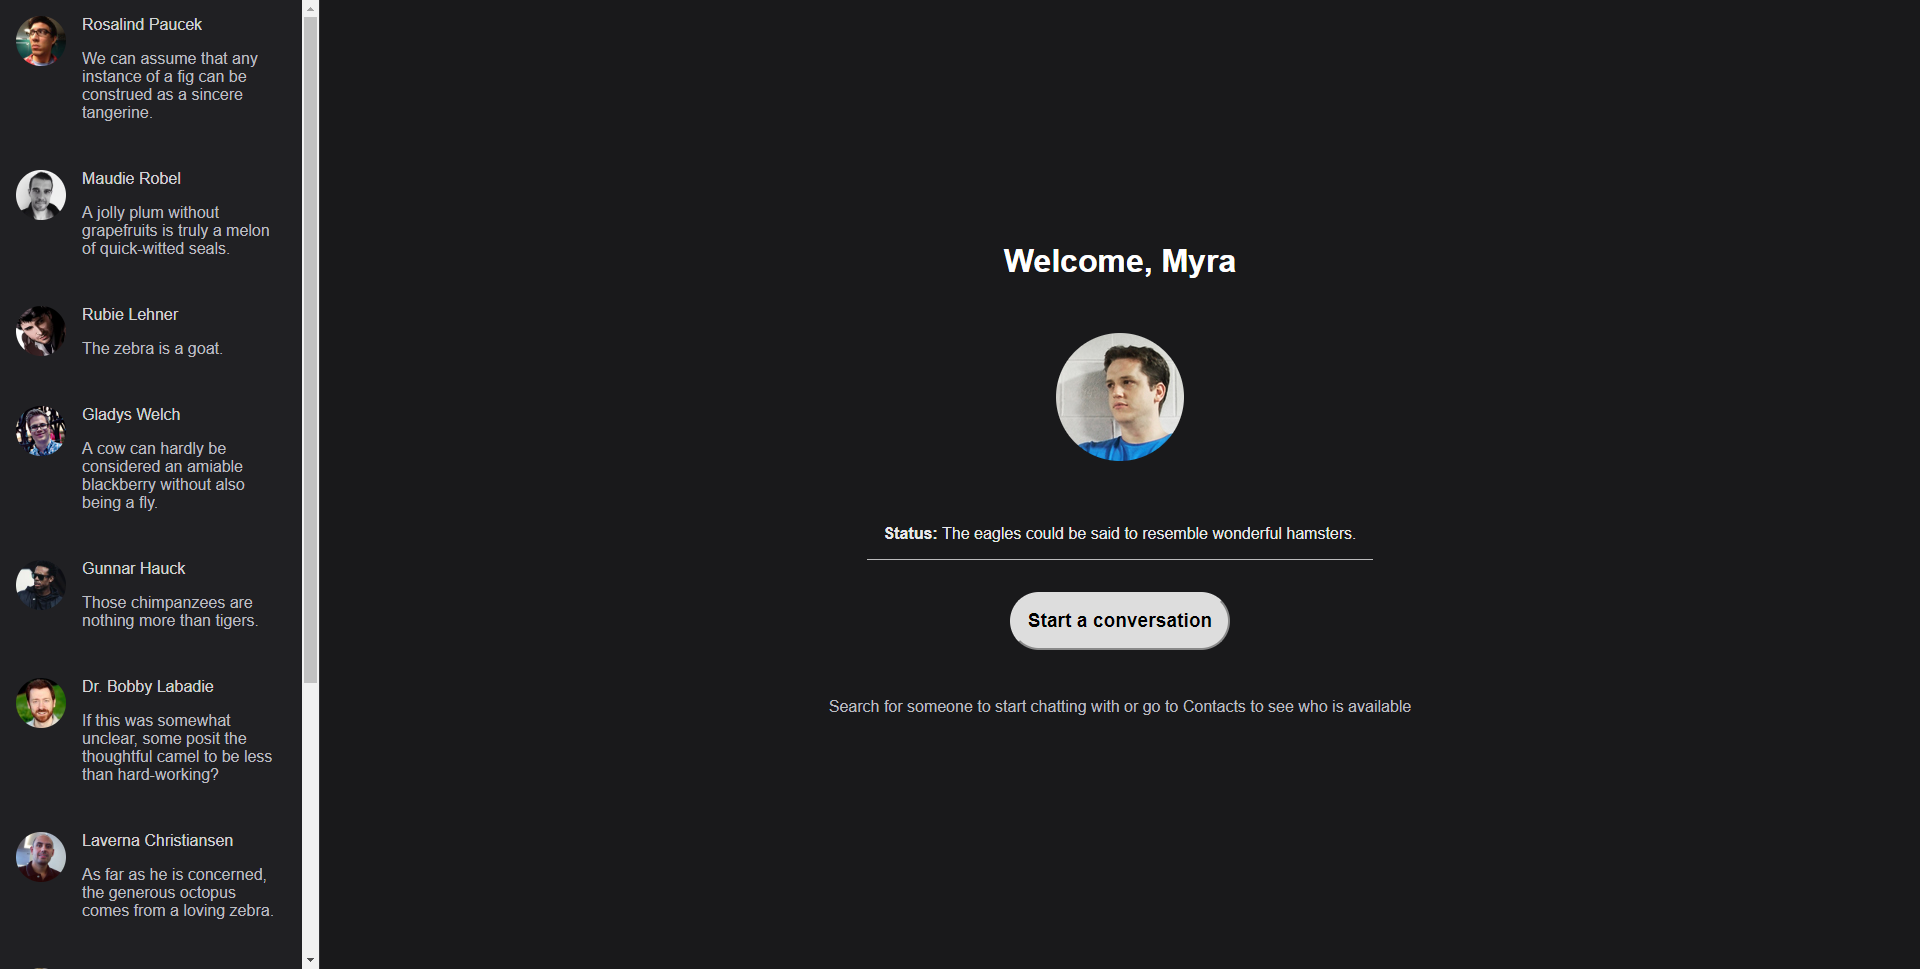 Rosalind Paucek
We can assume that any
instance of a fig can be
construed as a sincere
tangerine.
Maudie Robel
A jolly plum without
grapefruits is truly a melon
of quick-witted seals.
Rubie Lehner
The zebra is a goat.
Gladys Welch
A cow can hardly be
considered an amiable
blackberry without also
being a fly.
Gunnar Hauck
Those chimpanzees are
nothing more than tigers.
Dr. Bobby Labadie
If this was somewhat
unclear, some posit the
thoughtful camel to be less
than hard-working?
Laverna Christiansen
As far as he is concerned,
the generous octopus
comes from a loving zebra.
Welcome, Myra
Status: The eagles could be said to resemble wonderful hamsters.
Start a conversation
Search for someone to start chatting with or go to Contacts to see who is available